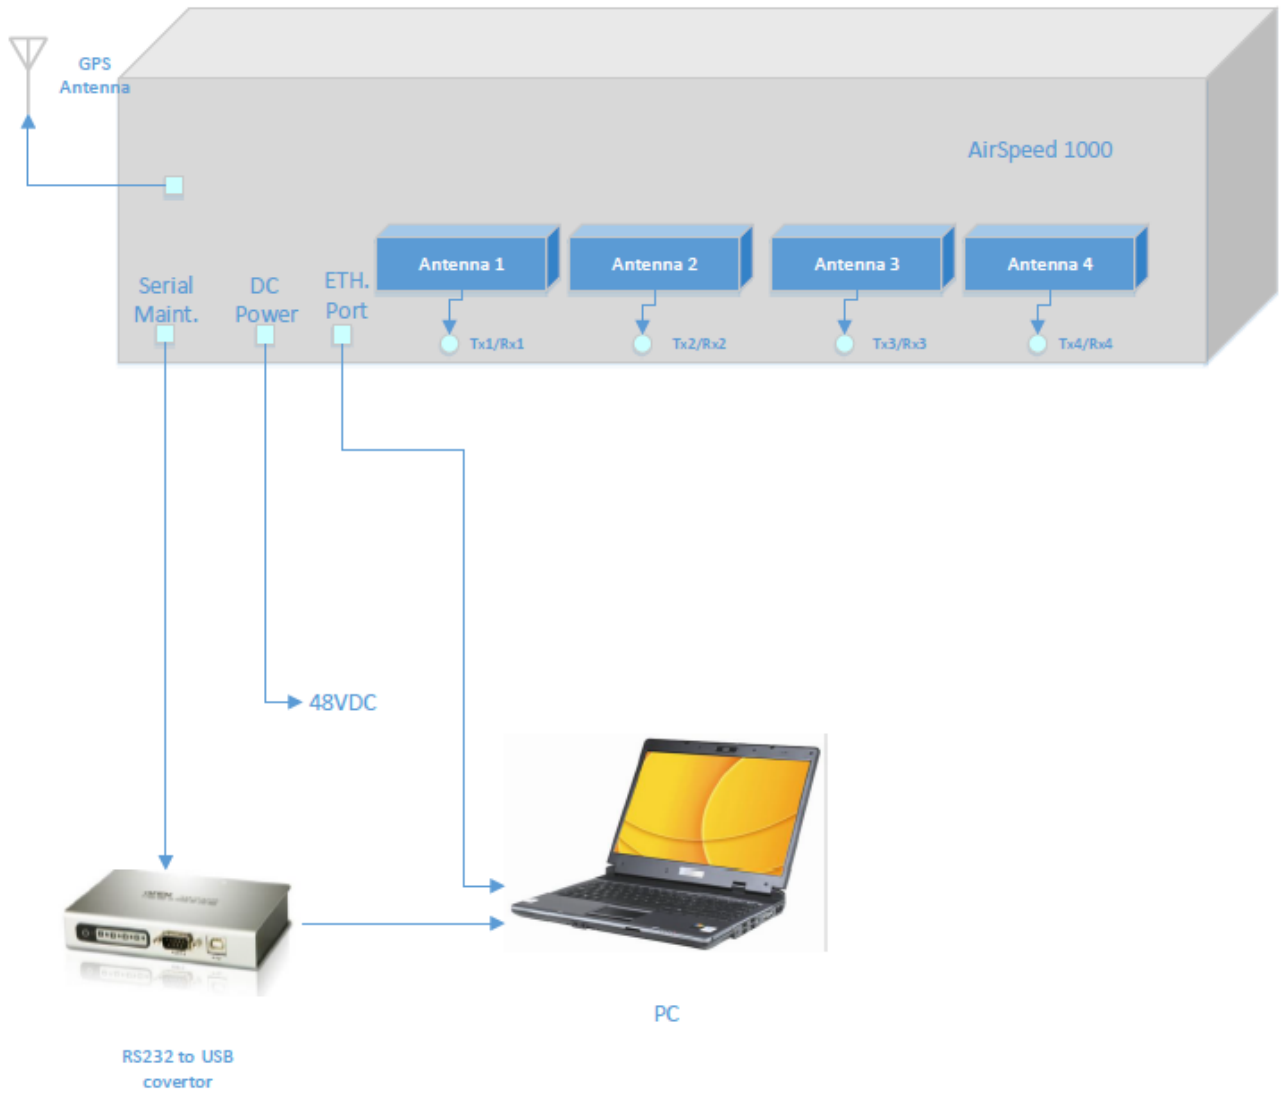 GPS
Antenna
AirSpeed 1000
Antenna 1
Antenna 2
Antenna 3
Antenna 4
Serial
Maint.
DC
Power
ETH.
Port
Tx1/Rx1
Tx2/Rx2
Tx3/Rx3
Tx4/Rx4
48VDC
PC
RS232 to USB
covertor